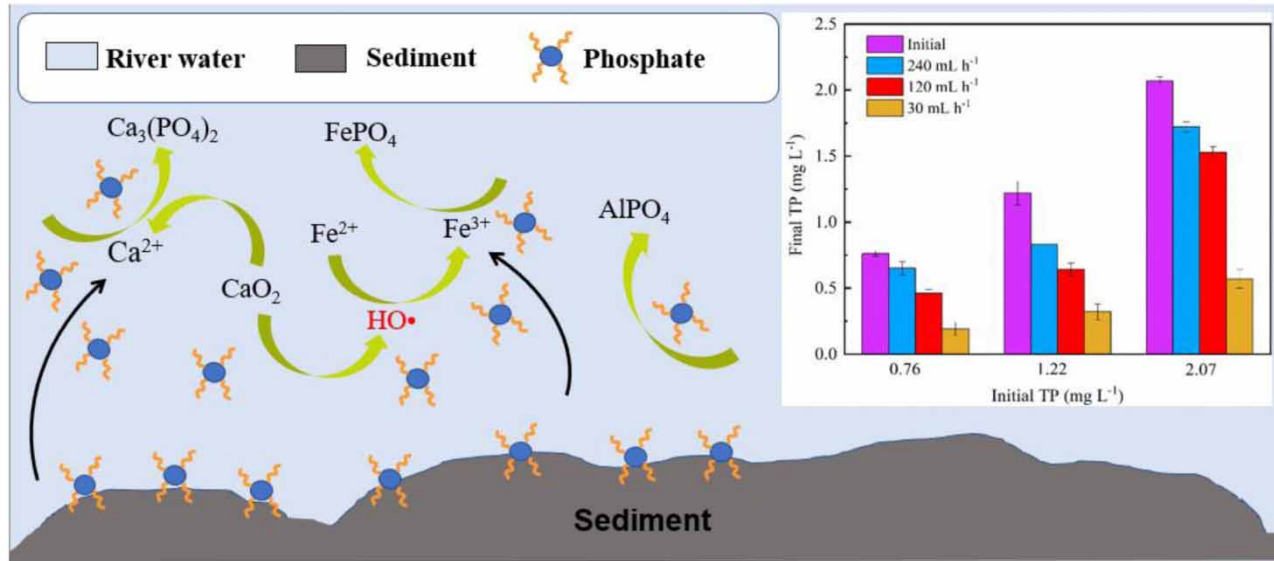 River water
Sediment
Phosphate
Ca₃(PO₄)₂
FePO₄
AlPO₄
Ca²⁺
Fe²⁺
Fe³⁺
CaO₂
HO•
Sediment
Final TP (mg L⁻¹)
2.5
2.0
1.5
1.0
0.5
0.0
Initial
240 mL h⁻¹
120 mL h⁻¹
30 mL h⁻¹
0.76 1.22 2.07
Initial TP (mg L⁻¹)